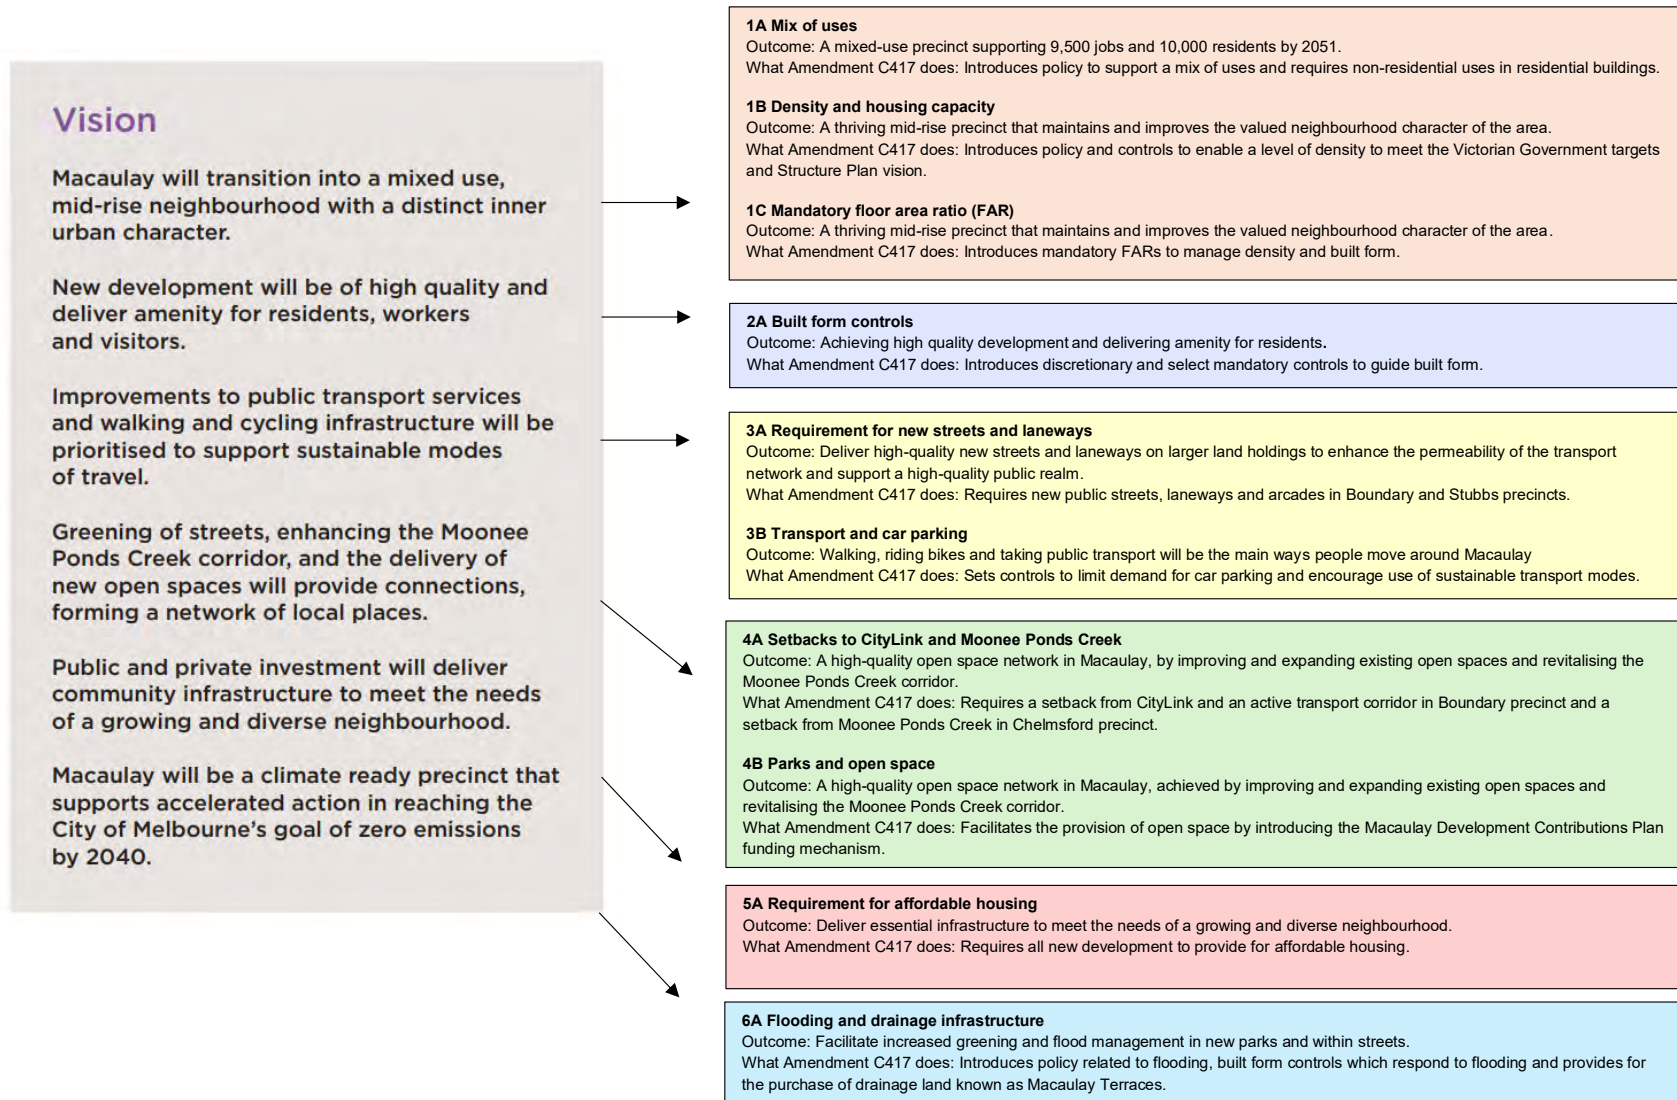 Vision
Macaulay will transition into a mixed use,
mid-rise neighbourhood with a distinct inner
urban character.
New development will be of high quality and
deliver amenity for residents, workers
and visitors.
Improvements to public transport services
and walking and cycling infrastructure will be
prioritised to support sustainable modes
of travel.
Greening of streets, enhancing the Moonee
Ponds Creek corridor, and the delivery of
new open spaces will provide connections,
forming a network of local places.
Public and private investment will deliver
community infrastructure to meet the needs
of a growing and diverse neighbourhood.
Macaulay will be a climate ready precinct that
supports accelerated action in reaching the
City of Melbourne's goal of zero emissions
by 2040.
1A Mix of uses
Outcome: A mixed-use precinct supporting 9,500 jobs and 10,000 residents by 2051.
What Amendment C417 does: Introduces policy to support a mix of uses and requires non-residential uses in residential buildings.
1B Density and housing capacity
Outcome: A thriving mid-rise precinct that maintains and improves the valued neighbourhood character of the area.
What Amendment C417 does: Introduces policy and controls to enable a level of density to meet the Victorian Government targets
and Structure Plan vision.
1C Mandatory floor area ratio (FAR)
Outcome: A thriving mid-rise precinct that maintains and improves the valued neighbourhood character of the area.
What Amendment C417 does: Introduces mandatory FARs to manage density and built form.
2A Built form controls
Outcome: Achieving high quality development and delivering amenity for residents.
What Amendment C417 does: Introduces discretionary and select mandatory controls to guide built form.
3A Requirement for new streets and laneways
Outcome: Deliver high-quality new streets and laneways on larger land holdings to enhance the permeability of the transport
network and support a high-quality public realm.
What Amendment C417 does: Requires new public streets, laneways and arcades in Boundary and Stubbs precincts.
3B Transport and car parking
Outcome: Walking, riding bikes and taking public transport will be the main ways people move around Macaulay
What Amendment C417 does: Sets controls to limit demand for car parking and encourage use of sustainable transport modes.
4A Setbacks to CityLink and Moonee Ponds Creek
Outcome: A high-quality open space network in Macaulay, by improving and expanding existing open spaces and revitalising the
Moonee Ponds Creek corridor.
What Amendment C417 does: Requires a setback from CityLink and an active transport corridor in Boundary precinct and a
setback from Moonee Ponds Creek in Chelmsford precinct.
4B Parks and open space
Outcome: A high-quality open space network in Macaulay, achieved by improving and expanding existing open spaces and
revitalising the Moonee Ponds Creek corridor.
What Amendment C417 does: Facilitates the provision of open space by introducing the Macaulay Development Contributions Plan
funding mechanism.
5A Requirement for affordable housing
Outcome: Deliver essential infrastructure to meet the needs of a growing and diverse neighbourhood.
What Amendment C417 does: Requires all new development to provide for affordable housing.
6A Flooding and drainage infrastructure
Outcome: Facilitate increased greening and flood management in new parks and within streets.
What Amendment C417 does: Introduces policy related to flooding, built form controls which respond to flooding and provides for
the purchase of drainage land known as Macaulay Terraces.